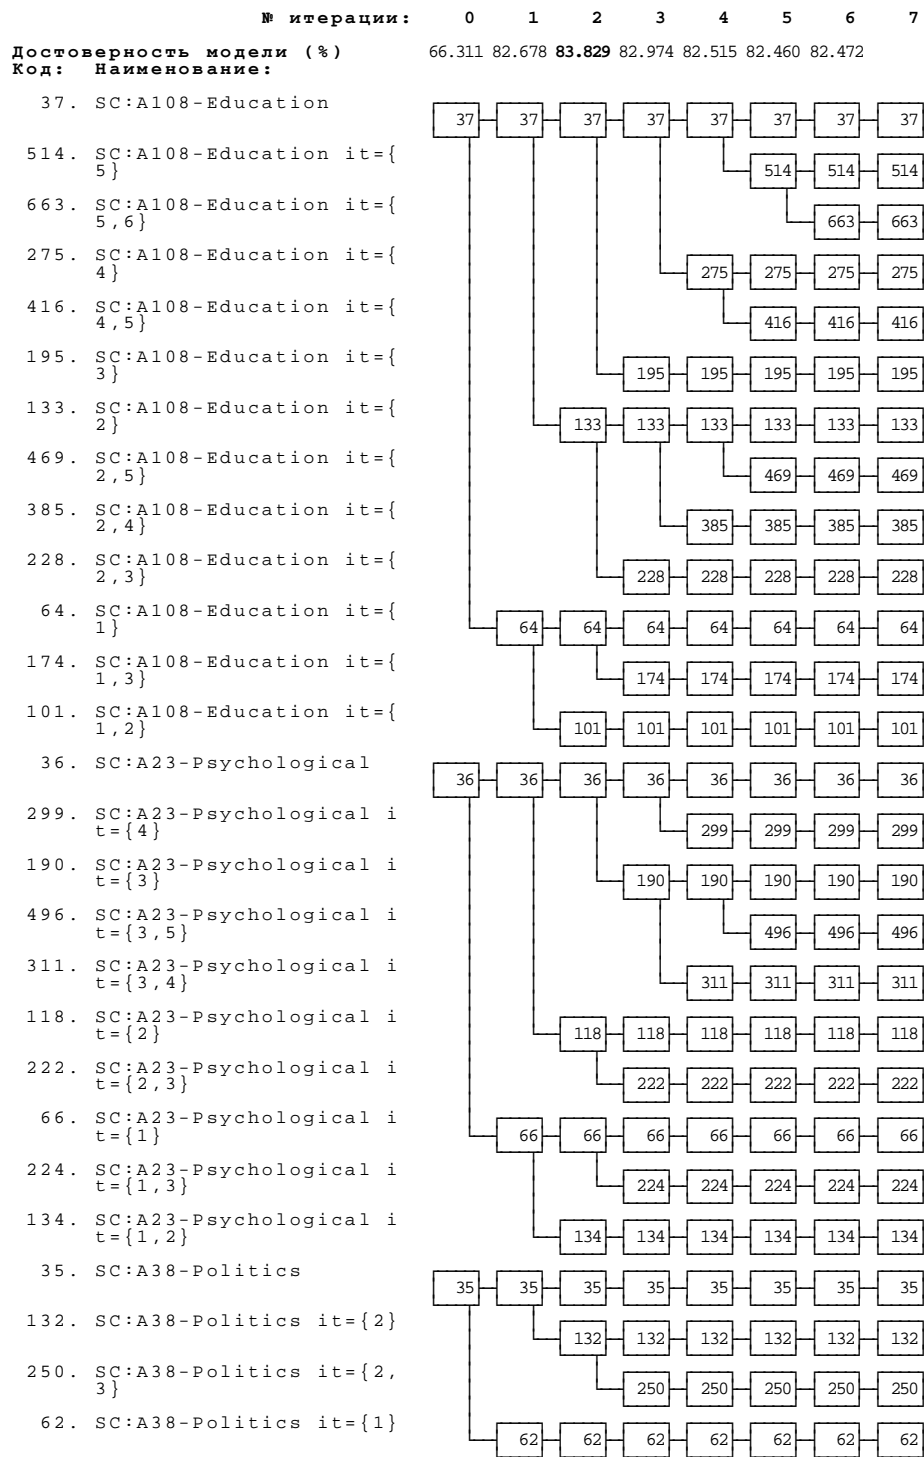 № итерации: 0 1 2 3 4 5 6 7
Достоверность модели (%) 66.311 82.678 83.829 82.974 82.515 82.460 82.472
Код: Наименование:
37. SC:A108-Education
37 37 37 37 37 37 37 37
514. SC:A108-Education it={
5}
514 514 514
663. SC:A108-Education it={
5,6}
663 663
275. SC:A108-Education it={
4}
275 275 275 275
416. SC:A108-Education it={
4,5}
416 416 416
195. SC:A108-Education it={
3}
195 195 195 195 195
133. SC:A108-Education it={
2}
133 133 133 133 133 133
469. SC:A108-Education it={
2,5}
469 469 469
385. SC:A108-Education it={
2,4}
385 385 385 385
228. SC:A108-Education it={
2,3}
228 228 228 228 228
64. SC:A108-Education it={
1}
64 64 64 64 64 64 64
174. SC:A108-Education it={
1,3}
174 174 174 174 174
101. SC:A108-Education it={
1,2}
101 101 101 101 101 101
36. SC:A23-Psychological
36 36 36 36 36 36 36 36
299. SC:A23-Psychological i
t={4}
299 299 299 299
190. SC:A23-Psychological i
t={3}
190 190 190 190 190
496. SC:A23-Psychological i
t={3,5}
496 496 496
311. SC:A23-Psychological i
t={3,4}
311 311 311 311
118. SC:A23-Psychological i
t={2}
118 118 118 118 118 118
222. SC:A23-Psychological i
t={2,3}
222 222 222 222 222
66. SC:A23-Psychological i
t={1}
66 66 66 66 66 66 66
224. SC:A23-Psychological i
t={1,3}
224 224 224 224 224
134. SC:A23-Psychological i
t={1,2}
134 134 134 134 134 134
35. SC:A38-Politics
35 35 35 35 35 35 35 35
132. SC:A38-Politics it={2}
132 132 132 132 132 132
250. SC:A38-Politics it={2,
3}
250 250 250 250 250
62. SC:A38-Politics it={1}
62 62 62 62 62 62 62